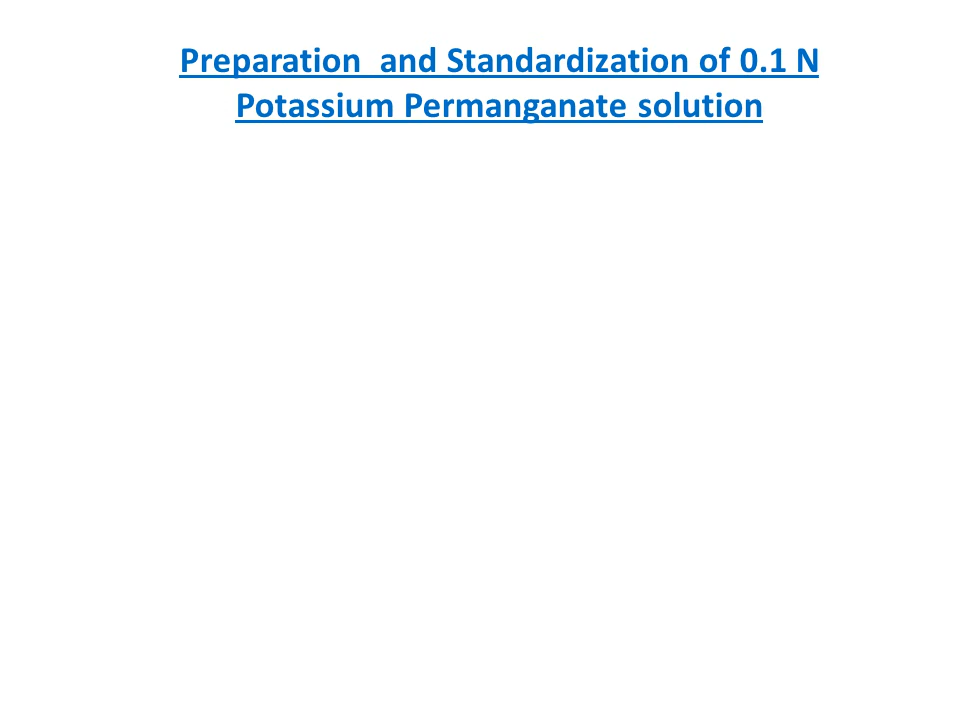 Preparation  and Standardization of 0.1 N
Potassium Permanganate solution